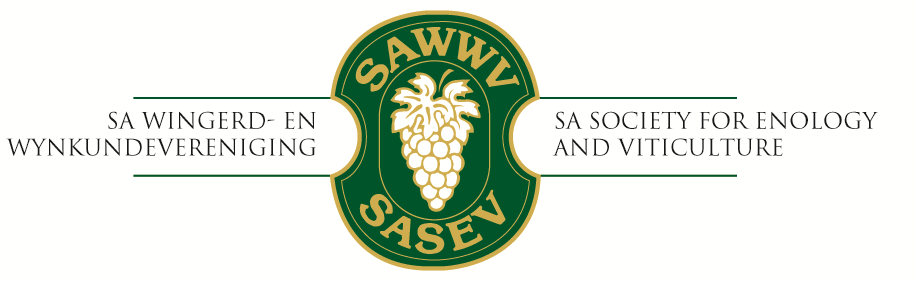 SA WINGERD- EN
WYNKUNDEVERENIGING
SAWWV
SASEV
SA SOCIETY FOR ENOLOGY
AND VITICULTURE